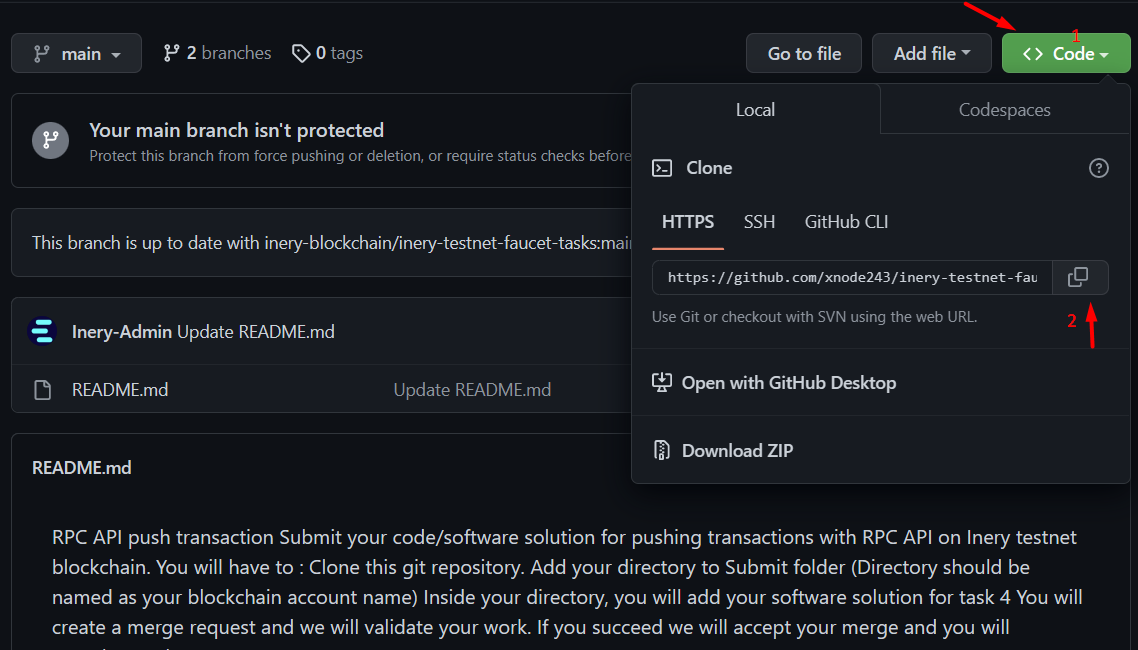 main 2 branches 0 tags Go to file Add file <> Code 1
Local Codespaces
Your main branch isn't protected
Protect this branch from force pushing or deletion, or require status checks before
Clone
HTTPS SSH GitHub CLI
This branch is up to date with inery-blockchain/inery-testnet-faucet-tasks:main
https://github.com/xnode243/inery-testnet-fau
Use Git or checkout with SVN using the web URL.
2
Inery-Admin Update README.md
README.md Update README.md
Open with GitHub Desktop
Download ZIP
README.md
RPC API push transaction Submit your code/software solution for pushing transactions with RPC API on Inery testnet
blockchain. You will have to : Clone this git repository. Add your directory to Submit folder (Directory should be
named as your blockchain account name) Inside your directory, you will add your software solution for task 4 You will
create a merge request and we will validate your work. If you succeed we will accept your merge and you will